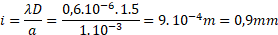 i = λD/a = 0,6.10⁻⁶.1.5/1.10⁻³ = 9.10⁻⁴m = 0,9mm